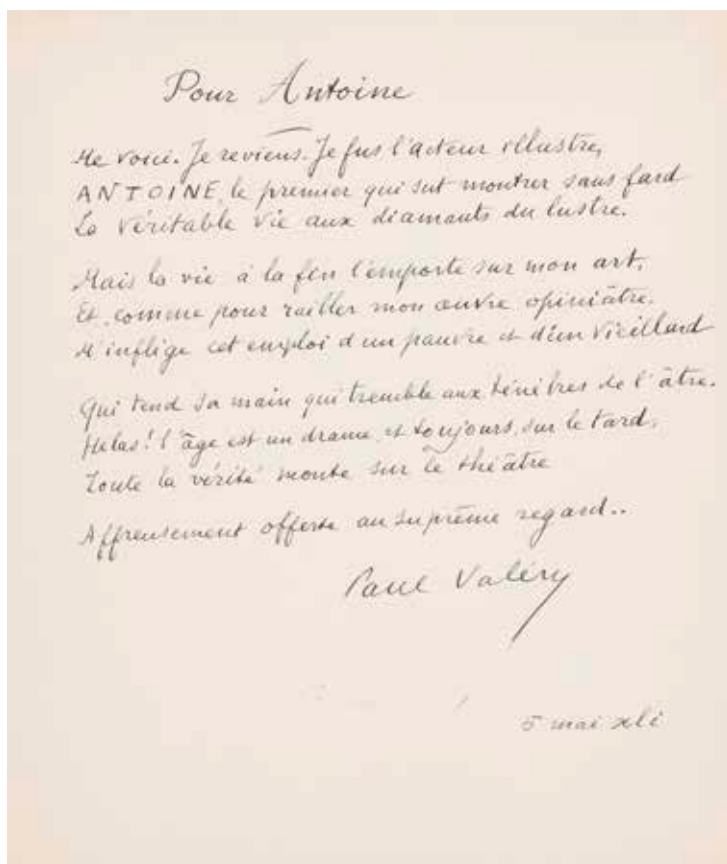 Pour Antoine
Me voici. Je reviens. Je fus l'acteur illustre,
ANTOINE, le premier qui sut montrer sans fard
La véritable vie aux diamants du lustre.
Mais la vie à la fin l'emporte sur mon art,
Et, comme pour railler mon œuvre opiniâtre,
M'inflige cet emploi d'un pauvre et d'un vieillard
Qui tend sa main qui tremble aux ténèbres de l'âtre.
Hélas! l'âge est un drame, et toujours, sur le tard,
Toute la vérité monte sur le théâtre
Affreusement offerte au suprême regard..
Paul Valéry
5 mai xli